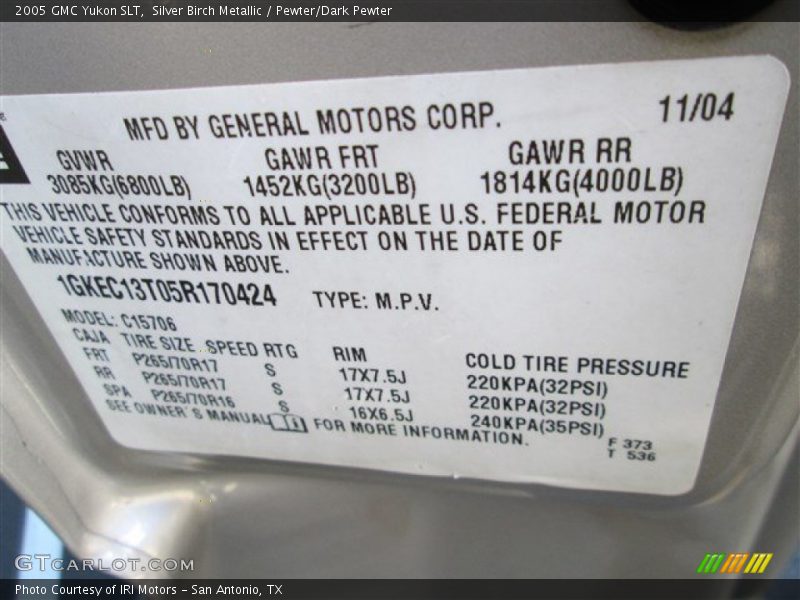 2005 GMC Yukon SLT, Silver Birch Metallic / Pewter/Dark Pewter
MFD BY GENERAL MOTORS CORP. 11/04
GVWR GAWR FRT GAWR RR
3085KG(6800LB) 1452KG(3200LB) 1814KG(4000LB)
THIS VEHICLE CONFORMS TO ALL APPLICABLE U.S. FEDERAL MOTOR
VEHICLE SAFETY STANDARDS IN EFFECT ON THE DATE OF
MANUFACTURE SHOWN ABOVE.
1GKEC13T05R170424 TYPE: M.P.V.
MODEL: C15706
CAJA TIRE SIZE SPEED RTG RIM COLD TIRE PRESSURE
FRT P265/70R17 S 17X7.5J 220KPA(32PSI)
RR P265/70R17 S 17X7.5J 220KPA(32PSI)
SPA P265/70R16 S 16X6.5J 240KPA(35PSI)
SEE OWNER'S MANUAL FOR MORE INFORMATION.
F 373
T 536
GTCARLOT.COM
Photo Courtesy of IRI Motors - San Antonio, TX